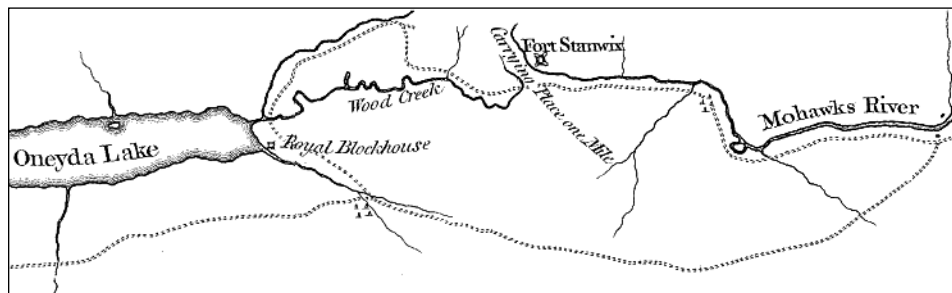 Fort Stanwix
Carrying Place one Mile
Wood Creek
Mohawks River
Royal Blockhouse
Oneyda Lake